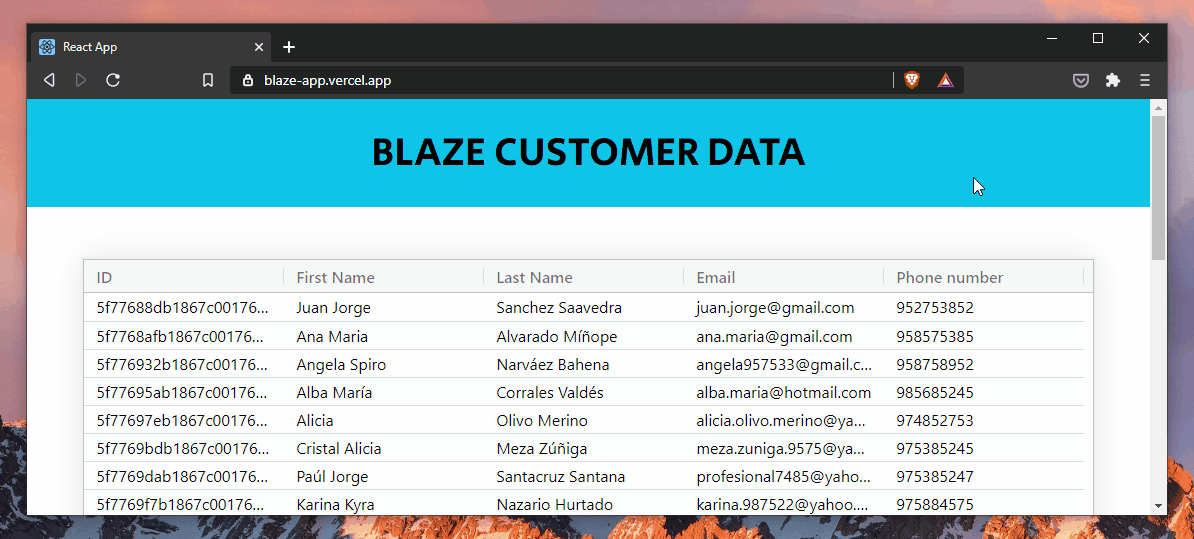 React App
blaze-app.vercel.app
BLAZE CUSTOMER DATA
ID First Name Last Name Email Phone number
5f77688db1867c00176... Juan Jorge Sanchez Saavedra juan.jorge@gmail.com 952753852
5f7768afb1867c00176... Ana Maria Alvarado Míñope ana.maria@gmail.com 958575385
5f776932b1867c00176... Angela Spiro Narváez Bahena angela957533@gmail.c... 958758952
5f77695ab1867c00176... Alba María Corrales Valdés alba.maria@hotmail.com 985685245
5f77697eb1867c00176... Alicia Olivo Merino alicia.olivo.merino@ya... 974852753
5f7769bdb1867c00176... Cristal Alicia Meza Zúñiga meza.zuniga.9575@ya... 975385245
5f7769dab1867c00176... Paúl Jorge Santacruz Santana profesional7485@yaho... 975385247
5f7769f7b1867c00176... Karina Kyra Nazario Hurtado karina.987522@yahoo.... 975884575